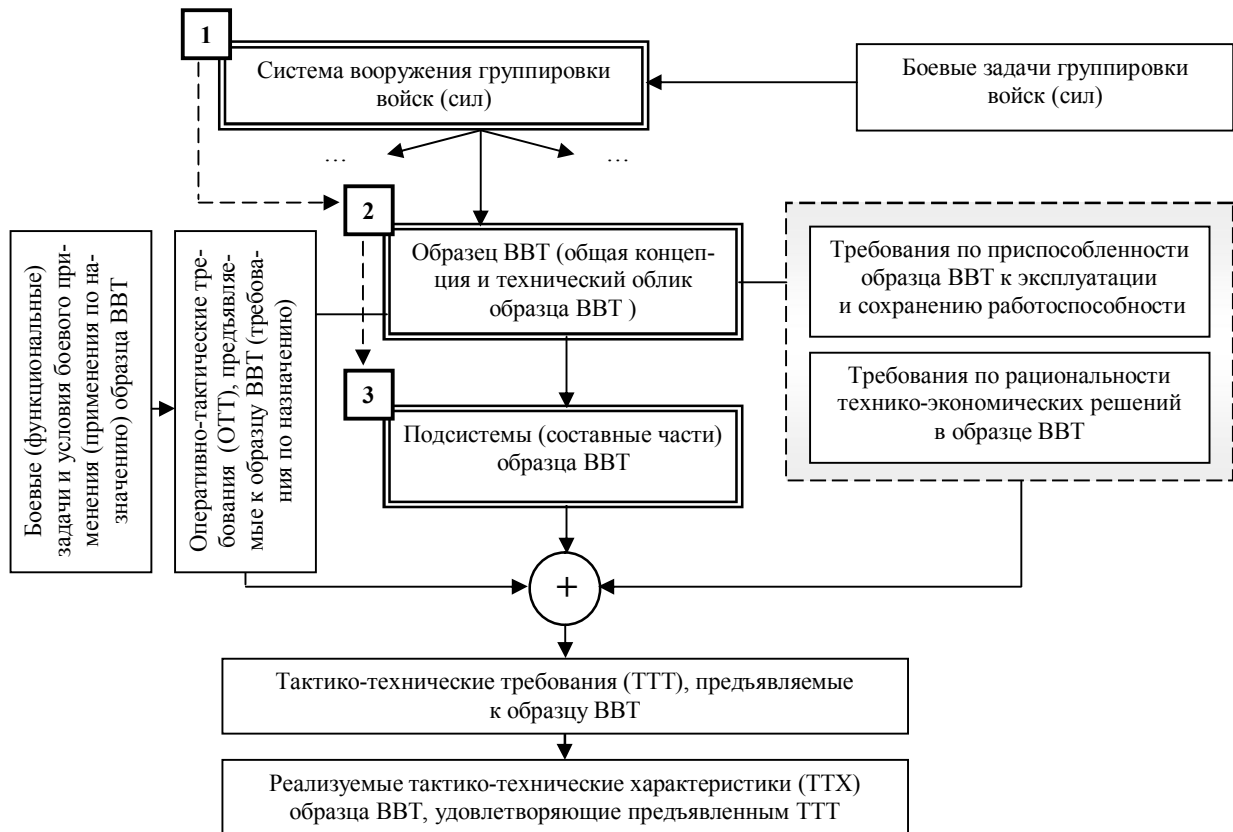 1
Система вооружения группировки
войск (сил)
Боевые задачи группировки
войск (сил)
…
…
2
Образец ВВТ (общая концеп-
ция и технический облик
образца ВВТ )
Требования по приспособленности
образца ВВТ к эксплуатации
и сохранению работоспособности
Требования по рациональности
технико-экономических решений
в образце ВВТ
Боевые (функциональные)
задачи и условия боевого при-
менения (применения по на-
значению) образца ВВТ
Оперативно-тактические тре-
бования (ОТТ), предъявляе-
мые к образцу ВВТ (требова-
ния по назначению)
3
Подсистемы (составные части)
образца ВВТ
+
Тактико-технические требования (ТТТ), предъявляемые
к образцу ВВТ
Реализуемые тактико-технические характеристики (ТТХ)
образца ВВТ, удовлетворяющие предъявленным ТТТ